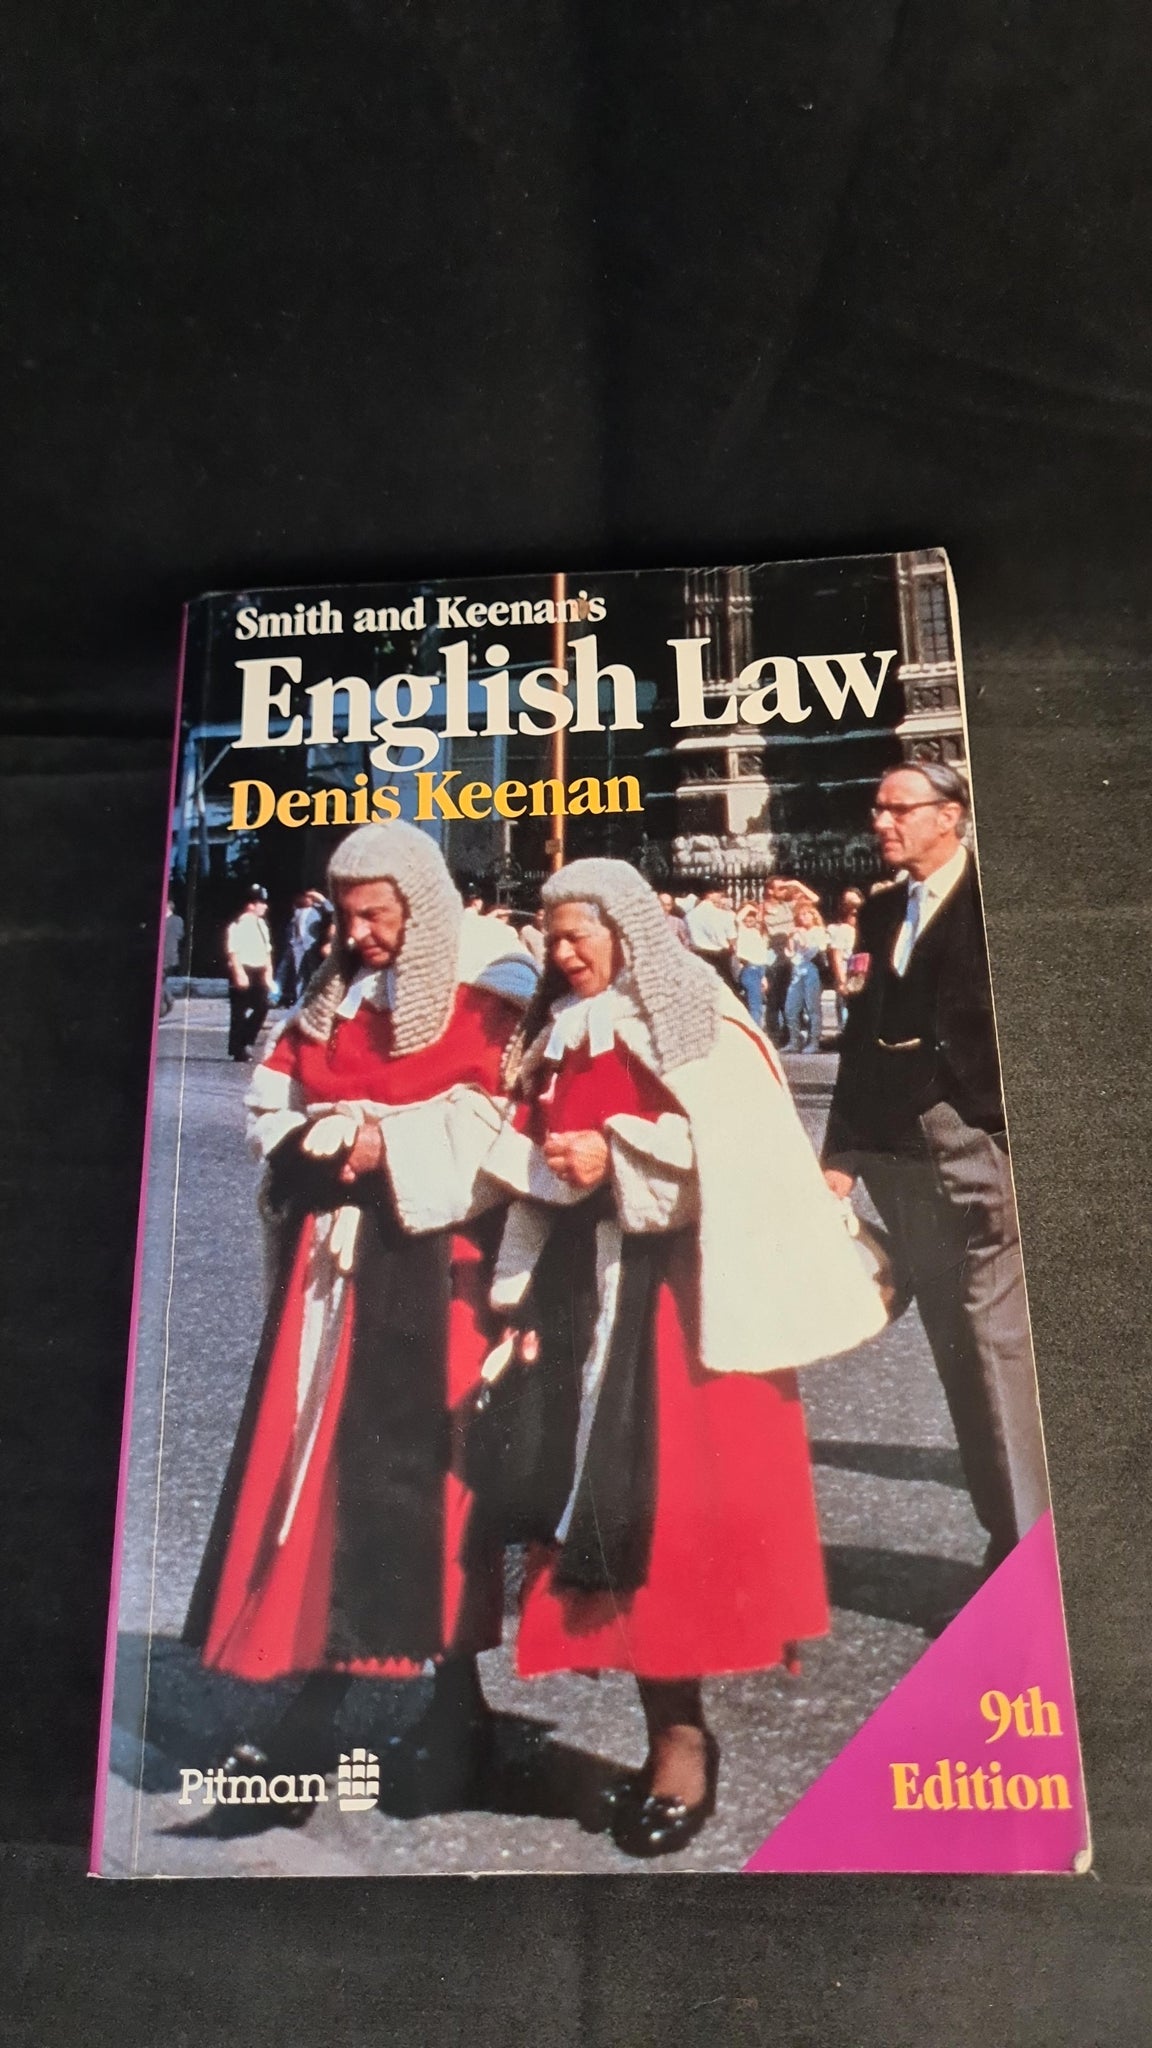 Smith and Keenan's
English Law
Denis Keenan
Pitman
9th
Edition